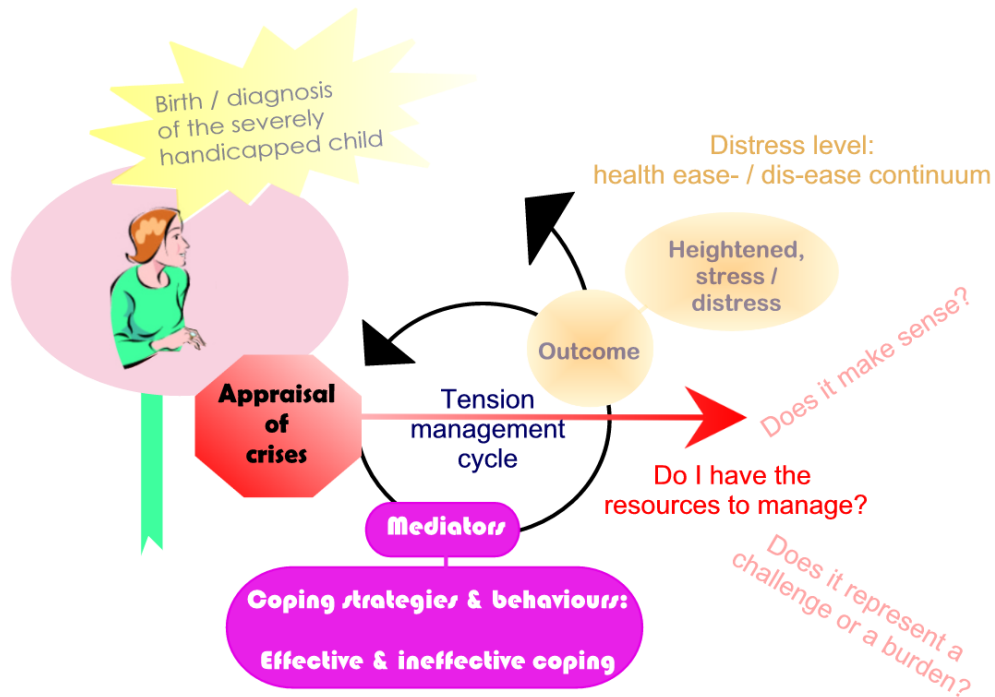 Birth / diagnosis
of the severely
handicapped child
Distress level:
health ease- / dis-ease continuum
Heightened,
stress /
distress
Outcome
Does it make sense?
Appraisal
of
crises
Tension
management
cycle
Do I have the
resources to manage?
Mediators
Does it represent a
challenge or a burden?
Coping strategies & behaviours:
Effective & ineffective coping